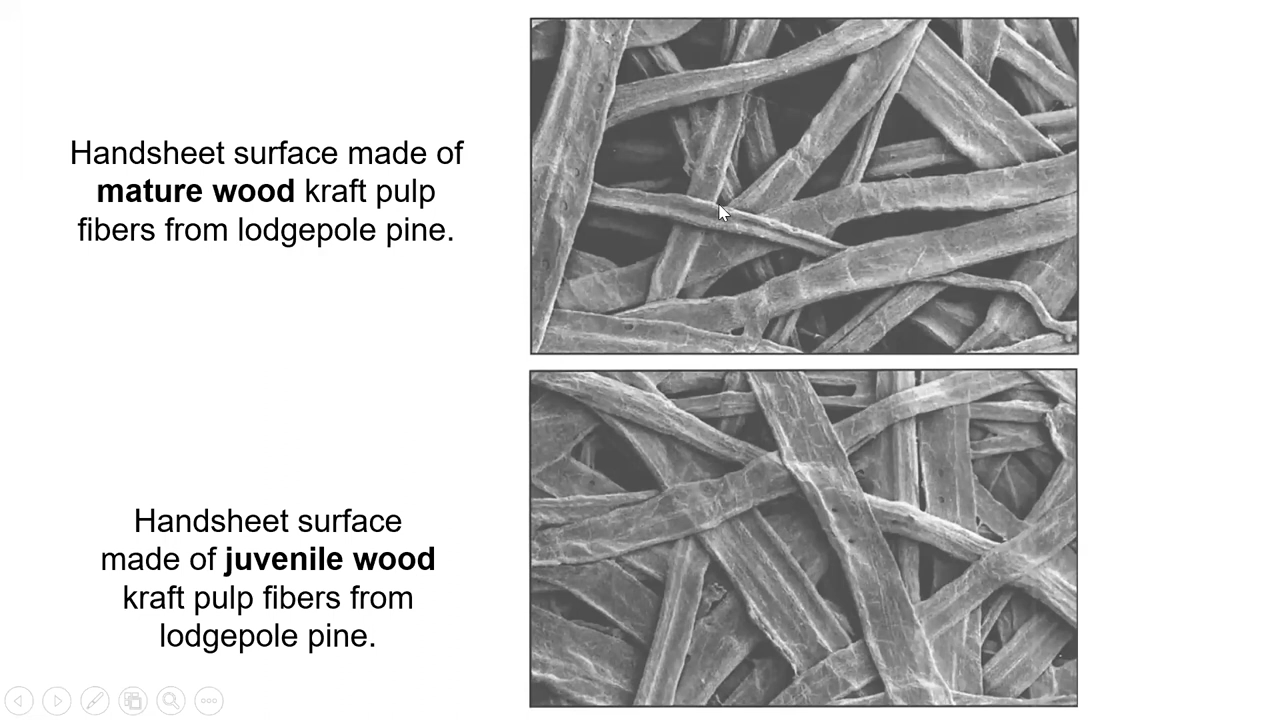 Handsheet surface made of
mature wood kraft pulp
fibers from lodgepole pine.
Handsheet surface
made of juvenile wood
kraft pulp fibers from
lodgepole pine.